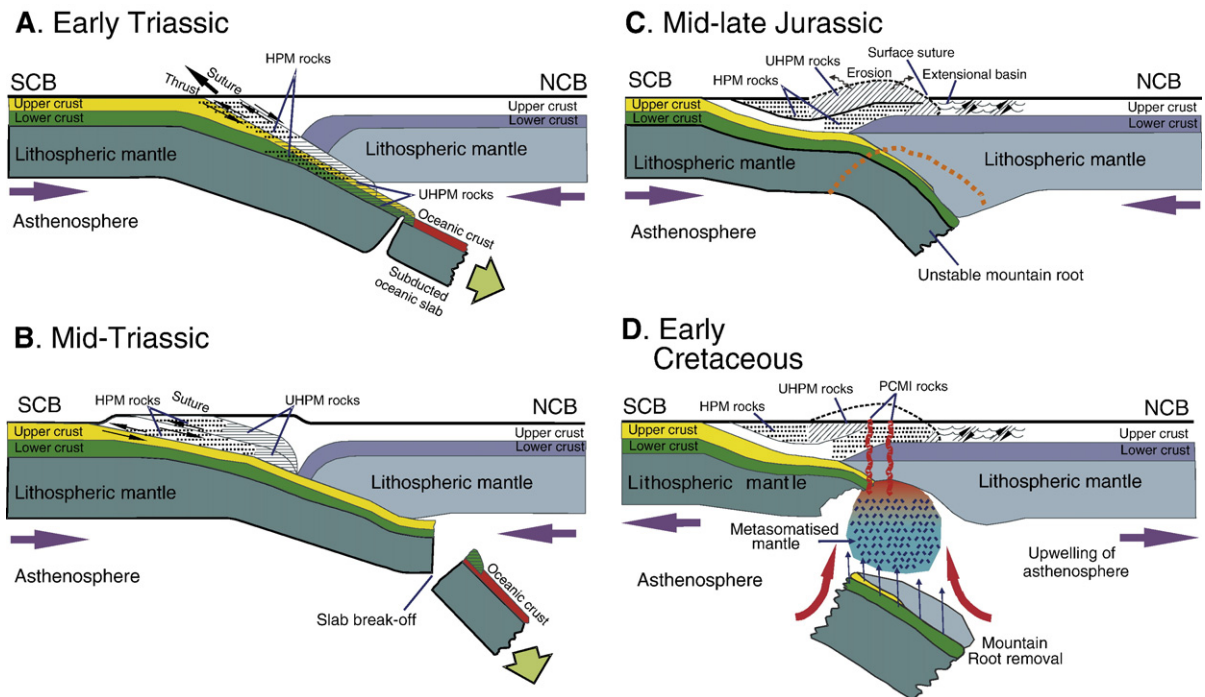 A. Early Triassic
SCB
NCB
HPM rocks
Suture
Thrust
Upper crust
Lower crust
Lithospheric mantle
Upper crust
Lower crust
Lithospheric mantle
UHPM rocks
Asthenosphere
Oceanic crust
Subducted
oceanic slab
B. Mid-Triassic
SCB
NCB
HPM rocks
Suture
UHPM rocks
Upper crust
Lower crust
Lithospheric mantle
Upper crust
Lower crust
Lithospheric mantle
Asthenosphere
Oceanic crust
Slab break-off
C. Mid-late Jurassic
SCB
NCB
Surface suture
UHPM rocks
HPM rocks
Erosion
Extensional basin
Upper crust
Lower crust
Lithospheric mantle
Upper crust
Lower crust
Lithospheric mantle
Asthenosphere
Unstable mountain root
D. Early
Cretaceous
SCB
NCB
UHPM rocks
PCMI rocks
HPM rocks
Upper crust
Lower crust
Lithospheric mantle
Upper crust
Lower crust
Lithospheric mantle
Metasomatised
mantle
Asthenosphere
Upwelling of
asthenosphere
Mountain
Root removal